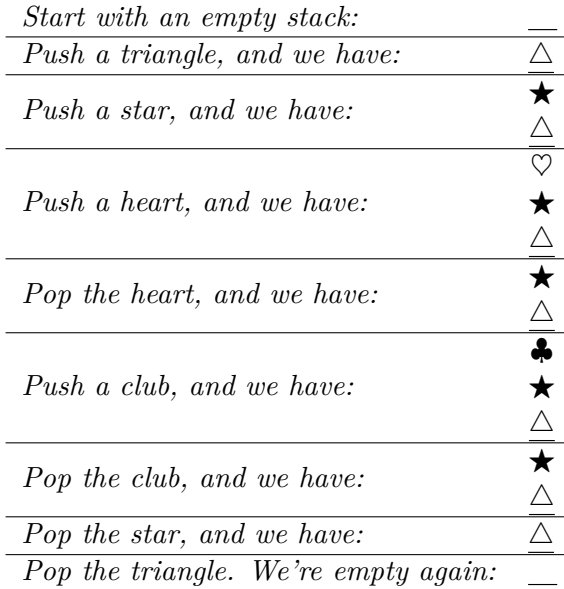 Start with an empty stack: __
Push a triangle, and we have: △
Push a star, and we have: ★ △
Push a heart, and we have: ♡ ★ △
Pop the heart, and we have: ★ △
Push a club, and we have: ♣ ★ △
Pop the club, and we have: ★ △
Pop the star, and we have: △
Pop the triangle. We're empty again: __